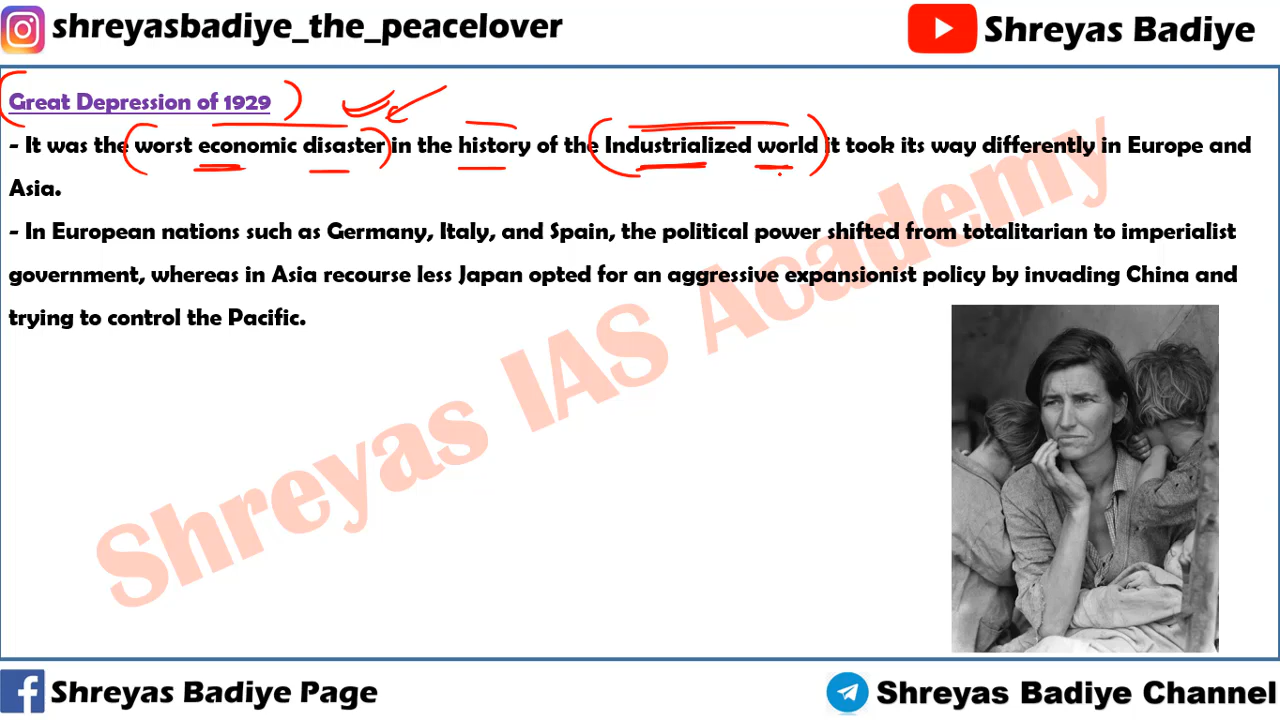 shreyasbadiye_the_peacelover
Shreyas Badiye
Great Depression of 1929
- It was the worst economic disaster in the history of the Industrialized world it took its way differently in Europe and
Asia.
- In European nations such as Germany, Italy, and Spain, the political power shifted from totalitarian to imperialist
government, whereas in Asia recourse less Japan opted for an aggressive expansionist policy by invading China and
trying to control the Pacific.
Shreyas IAS Academy
Shreyas Badiye Page
Shreyas Badiye Channel